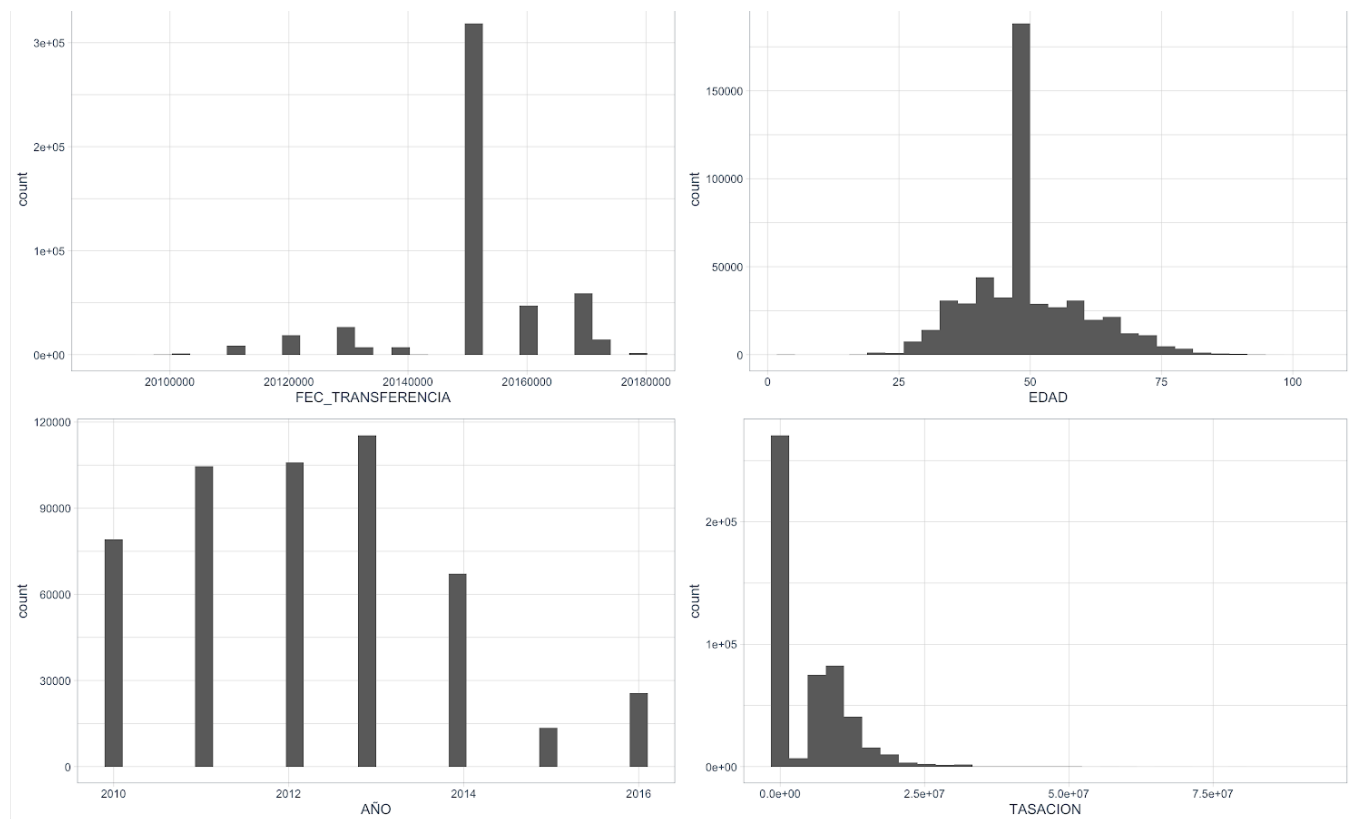 3e+05
2e+05
1e+05
0e+00
count
20100000 20120000 20140000 20160000 20180000
FEC_TRANSFERENCIA
150000
100000
50000
0
count
0 25 50 75 100
EDAD
120000
90000
60000
30000
0
count
2010 2012 2014 2016
AÑO
2e+05
1e+05
0e+00
count
0.0e+00 2.5e+07 5.0e+07 7.5e+07
TASACION